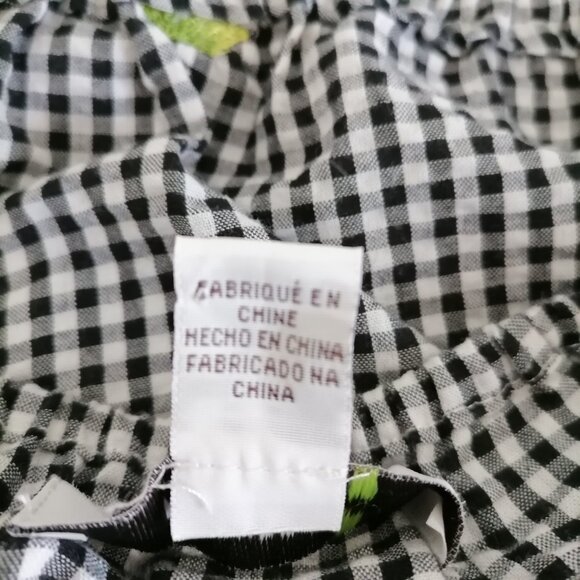 FABRIQUÉ EN
CHINE
HECHO EN CHINA
FABRICADO NA
CHINA